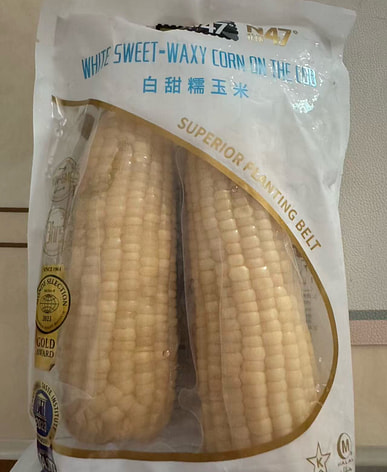 N47®
WHITE SWEET-WAXY CORN ON THE COB
白甜糯玉米
SUPERIOR PLANTING BELT
GOLD
AWARD
K
M